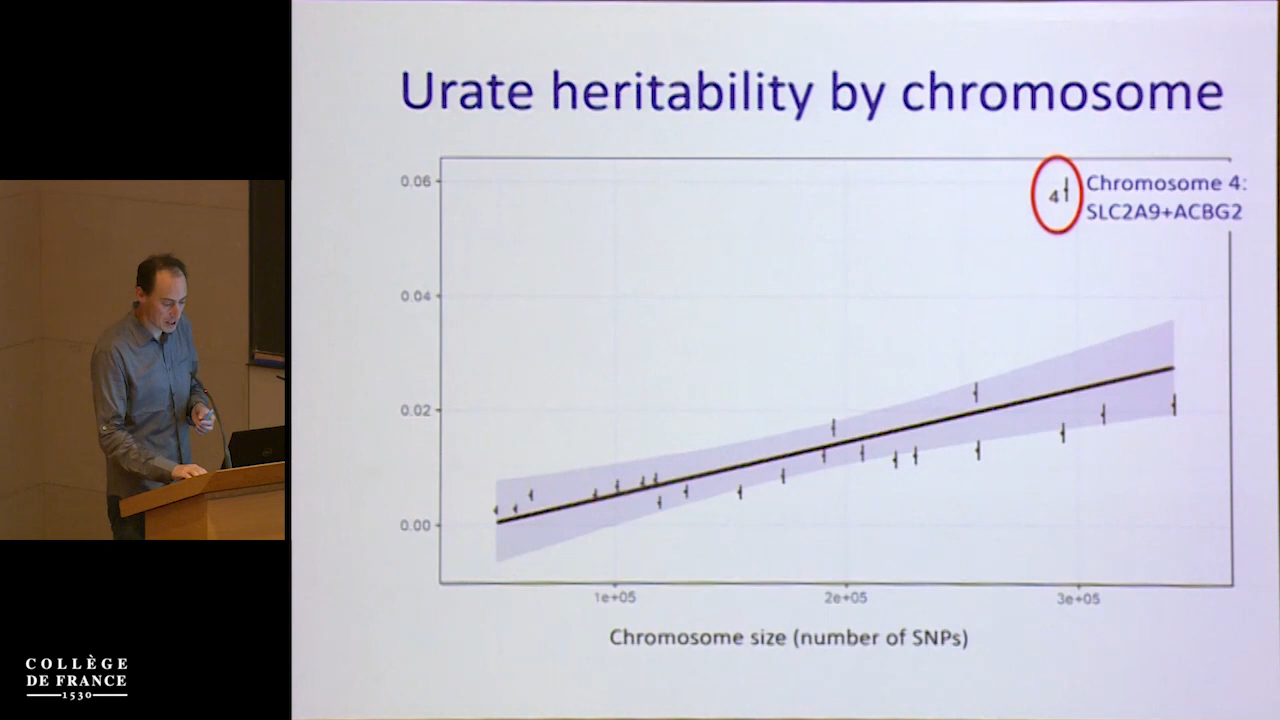 Urate heritability by chromosome
0.06
0.04
0.02
0.00
4
Chromosome 4:
SLC2A9+ACBG2
1e+05
2e+05
3e+05
Chromosome size (number of SNPs)
COLLÈGE
DE FRANCE
1530